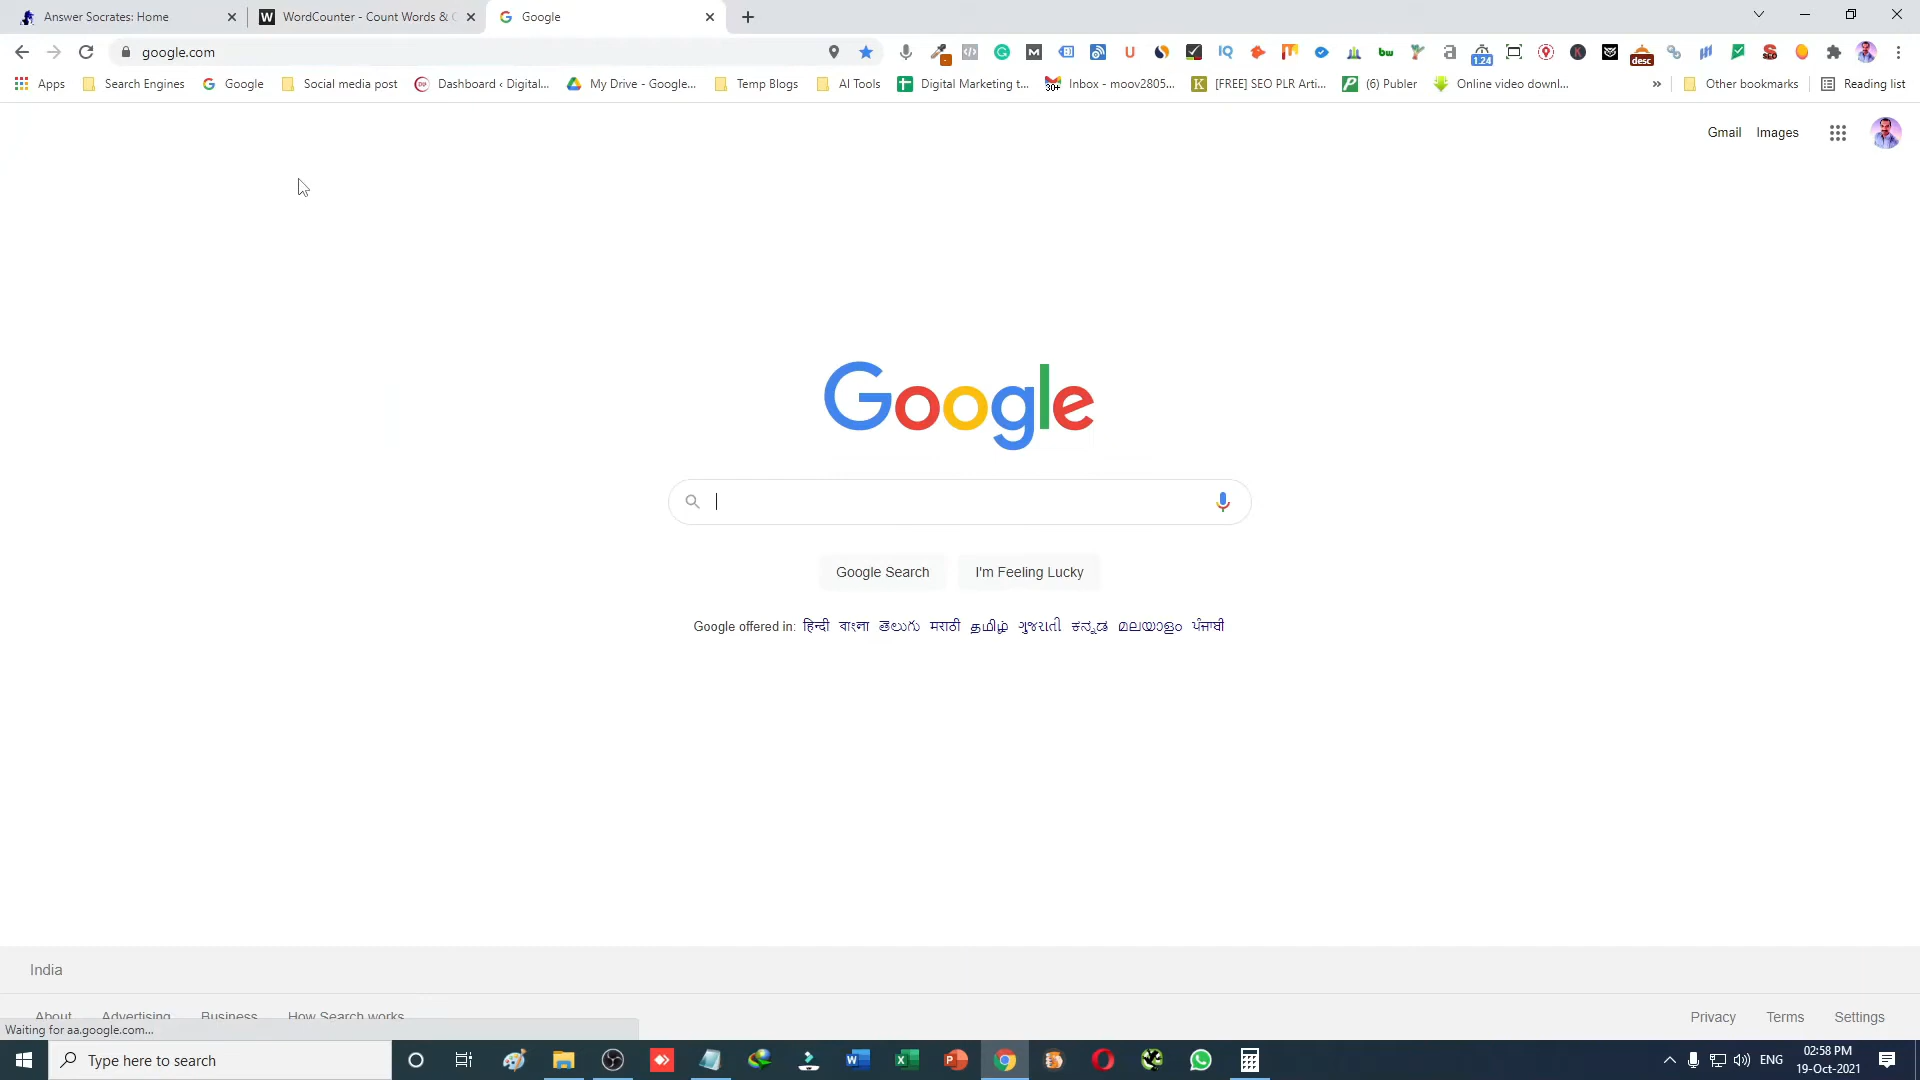 Answer Socrates: Home
WordCounter - Count Words & C
Google
google.com
1.24
desc
Apps
Search Engines
Google
Social media post
Dashboard ‹ Digital...
My Drive - Google...
Temp Blogs
AI Tools
Digital Marketing t...
30+
Inbox - moov2805...
[FREE] SEO PLR Arti...
(6) Publer
Online video downl...
»
Other bookmarks
Reading list
Gmail
Images
Google
Google Search
I'm Feeling Lucky
Google offered in: हिन्दी বাংলা తెలుగు मराठी தமிழ் ગુજરાતી ಕನ್ನಡ മലയാളം ਪੰਜਾਬੀ
India
About
Advertising
Business
How Search works
Privacy
Terms
Settings
Waiting for aa.google.com...
Type here to search
ENG
02:58 PM
19-Oct-2021